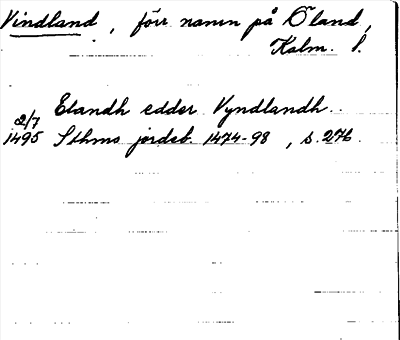 Vindland, förr namn på Öland,
Kalm. l.
Elandh edder Vyndlandh.
2/7
1495 Sthms jordeb. 1474-98, s. 276.